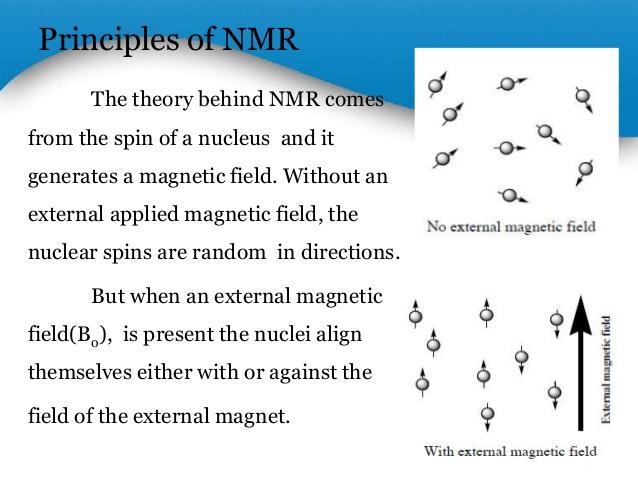 Principles of NMR
The theory behind NMR comes
from the spin of a nucleus and it
generates a magnetic field. Without an
external applied magnetic field, the
nuclear spins are random in directions.
But when an external magnetic
field(Bo), is present the nuclei align
themselves either with or against the
field of the external magnet.
No external magnetic field
External magnetic field
With external magnetic field